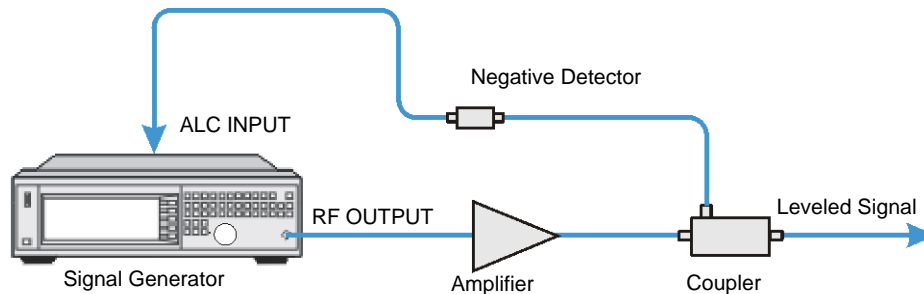 Negative Detector
ALC INPUT
RF OUTPUT
Leveled Signal
Signal Generator
Amplifier
Coupler